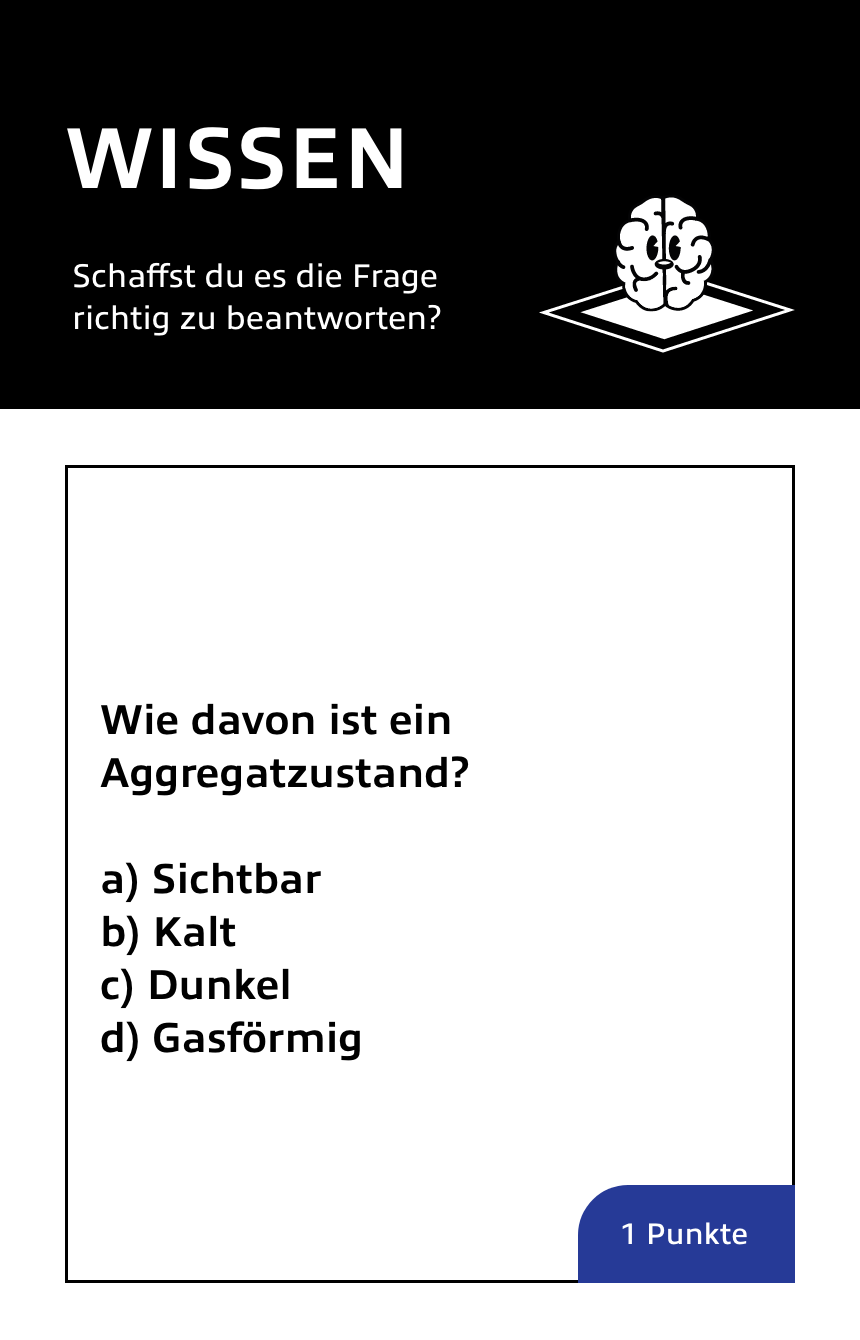 WISSEN
Schaffst du es die Frage
richtig zu beantworten?
Wie davon ist ein
Aggregatzustand?
a) Sichtbar
b) Kalt
c) Dunkel
d) Gasförmig
1 Punkte